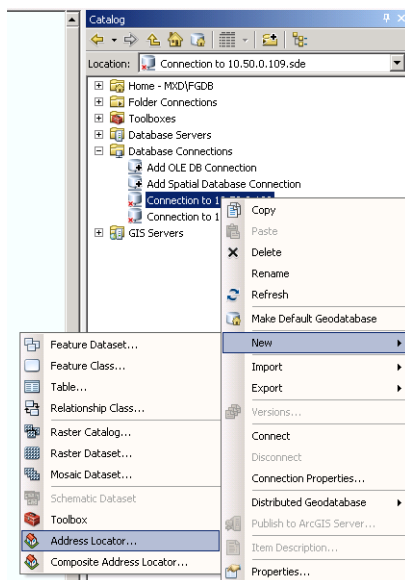 Catalog
Location: Connection to 10.50.0.109.sde
Home - MXD\FGDB
Folder Connections
Toolboxes
Database Servers
Database Connections
Add OLE DB Connection
Add Spatial Database Connection
Connection to 1
Connection to 1
GIS Servers
Copy
Paste
Delete
Rename
Refresh
Make Default Geodatabase
New
Import
Export
Versions...
Connect
Disconnect
Connection Properties...
Distributed Geodatabase
Publish to ArcGIS Server...
Item Description...
Properties...
Feature Dataset...
Feature Class...
Table...
Relationship Class...
Raster Catalog...
Raster Dataset...
Mosaic Dataset...
Schematic Dataset
Toolbox
Address Locator...
Composite Address Locator...